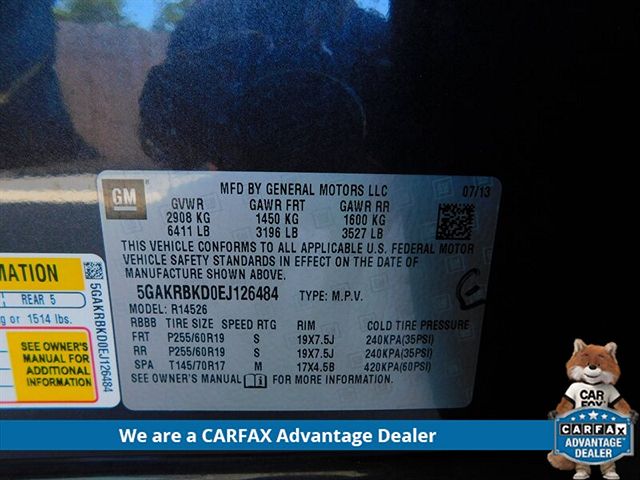 GM
MFD BY GENERAL MOTORS LLC 07/13
GVWR GAWR FRT GAWR RR
2908 KG 1450 KG 1600 KG
6411 LB 3196 LB 3527 LB
THIS VEHICLE CONFORMS TO ALL APPLICABLE U.S. FEDERAL MOTOR
VEHICLE SAFETY STANDARDS IN EFFECT ON THE DATE OF
MANUFACTURE SHOWN ABOVE.
5GAKRBKD0EJ126484 TYPE: M.P.V.
MODEL: R14526
RBBB TIRE SIZE SPEED RTG RIM COLD TIRE PRESSURE
FRT P255/60R19 S 19X7.5J 240KPA(35PSI)
RR P255/60R19 S 19X7.5J 240KPA(35PSI)
SPA T145/70R17 M 17X4.5B 420KPA(60PSI)
SEE OWNER'S MANUAL FOR MORE INFORMATION.
E
REAR 5
or 1514 lbs.
SEE OWNER'S
MANUAL FOR
ADDITIONAL
INFORMATION
5GAKRBKD0EJ126484
We are a CARFAX Advantage Dealer
CAR
FOX
CARFAX
ADVANTAGE
DEALER